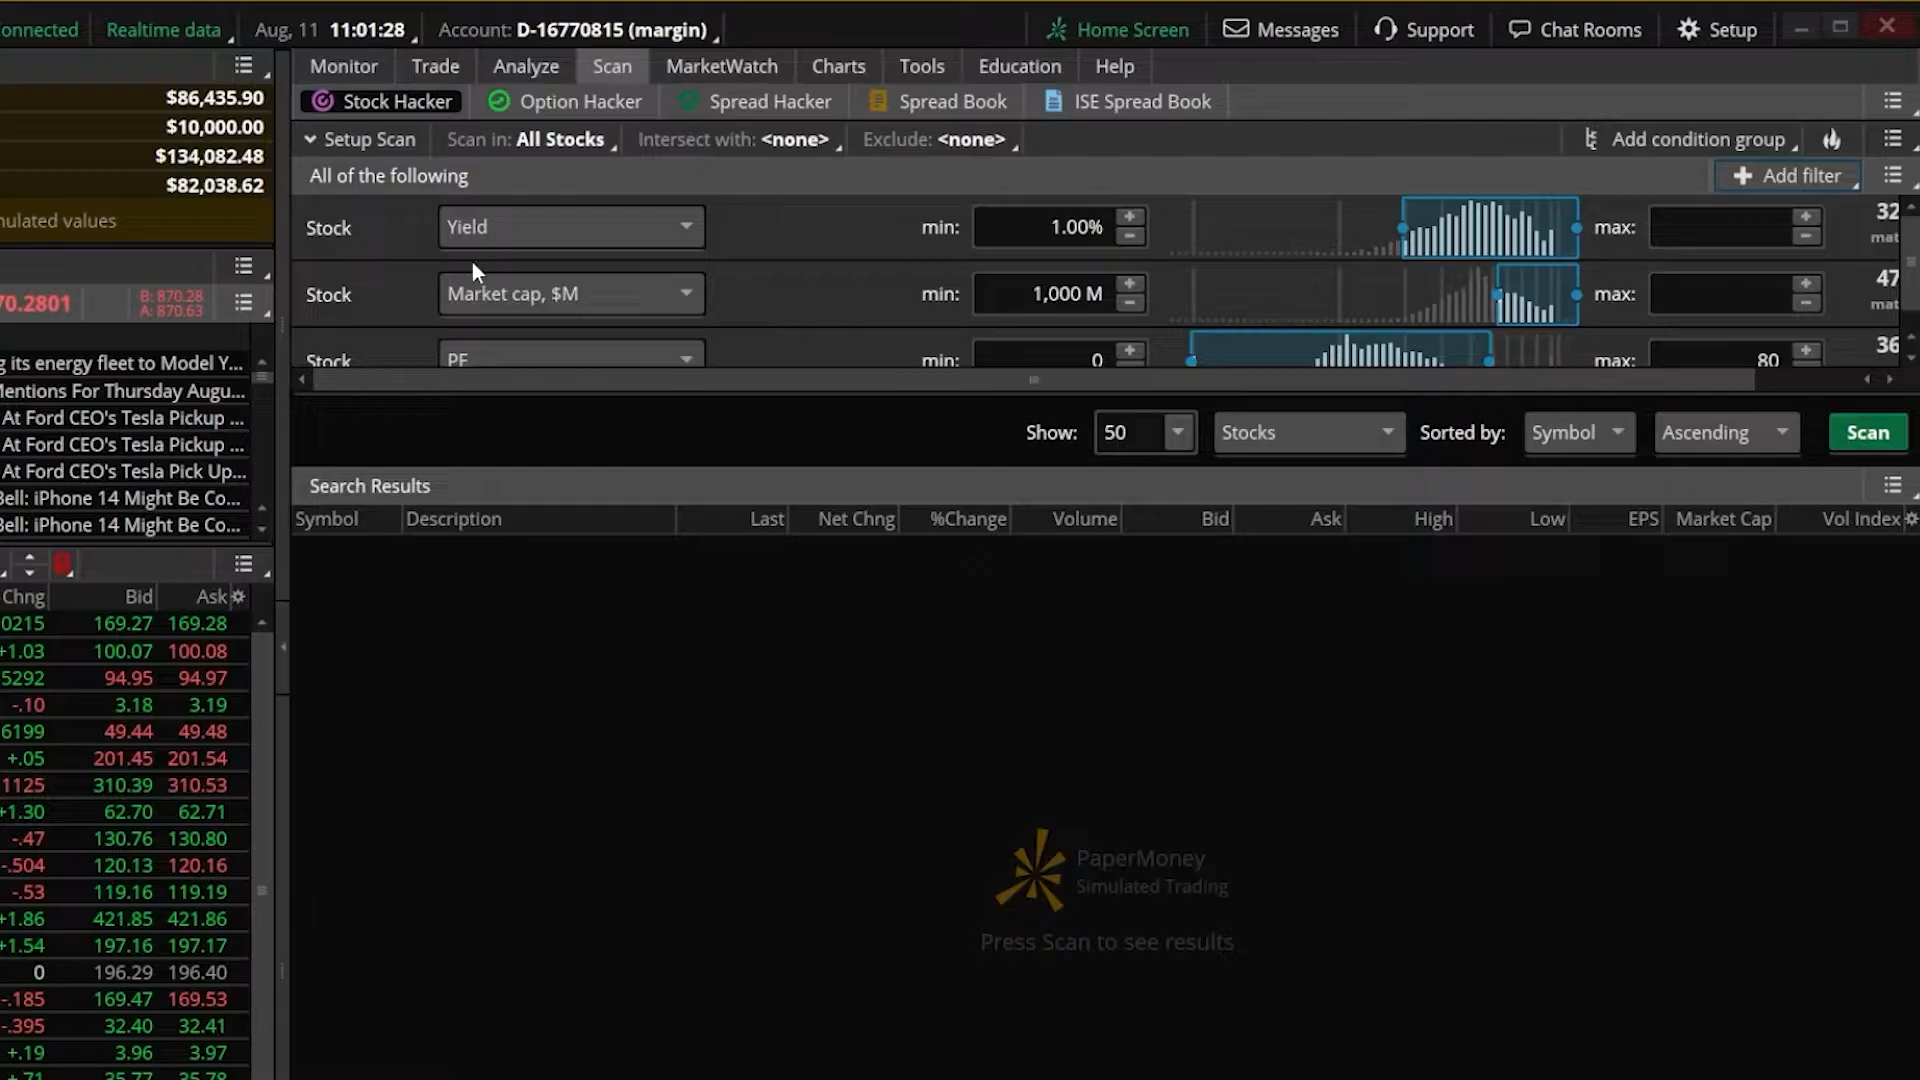 onnected Realtime data Aug, 11 11:01:28 Account: D-16770815 (margin) Home Screen Messages Support Chat Rooms Setup
Monitor Trade Analyze Scan MarketWatch Charts Tools Education Help
Stock Hacker Option Hacker Spread Hacker Spread Book ISE Spread Book
Setup Scan Scan in: All Stocks Intersect with: <none> Exclude: <none> Add condition group
All of the following Add filter
Stock Yield min: 1.00% max: 32
mat
Stock Market cap, $M min: 1,000 M max: 47
mat
Stock PE min: 0 max: 80 36
Show: 50 Stocks Sorted by: Symbol Ascending Scan
Search Results
Symbol Description Last Net Chng %Change Volume Bid Ask High Low EPS Market Cap Vol Index
PaperMoney
Simulated Trading
Press Scan to see results
$86,435.90
$10,000.00
$134,082.48
$82,038.62
nulated values
70.2801 B: 870.28
A: 870.63
g its energy fleet to Model Y...
Mentions For Thursday Augu...
At Ford CEO's Tesla Pickup ...
At Ford CEO's Tesla Pickup ...
At Ford CEO's Tesla Pick Up...
Bell: iPhone 14 Might Be Co...
Bell: iPhone 14 Might Be Co...
Chng Bid Ask
0215 169.27 169.28
+1.03 100.07 100.08
5292 94.95 94.97
-.10 3.18 3.19
6199 49.44 49.48
+.05 201.45 201.54
1125 310.39 310.53
+1.30 62.70 62.71
-.47 130.76 130.80
-.504 120.13 120.16
-.53 119.16 119.19
+1.86 421.85 421.86
+1.54 197.16 197.17
0 196.29 196.40
-.185 169.47 169.53
-.395 32.40 32.41
+.19 3.96 3.97
+.71 35.77 35.78